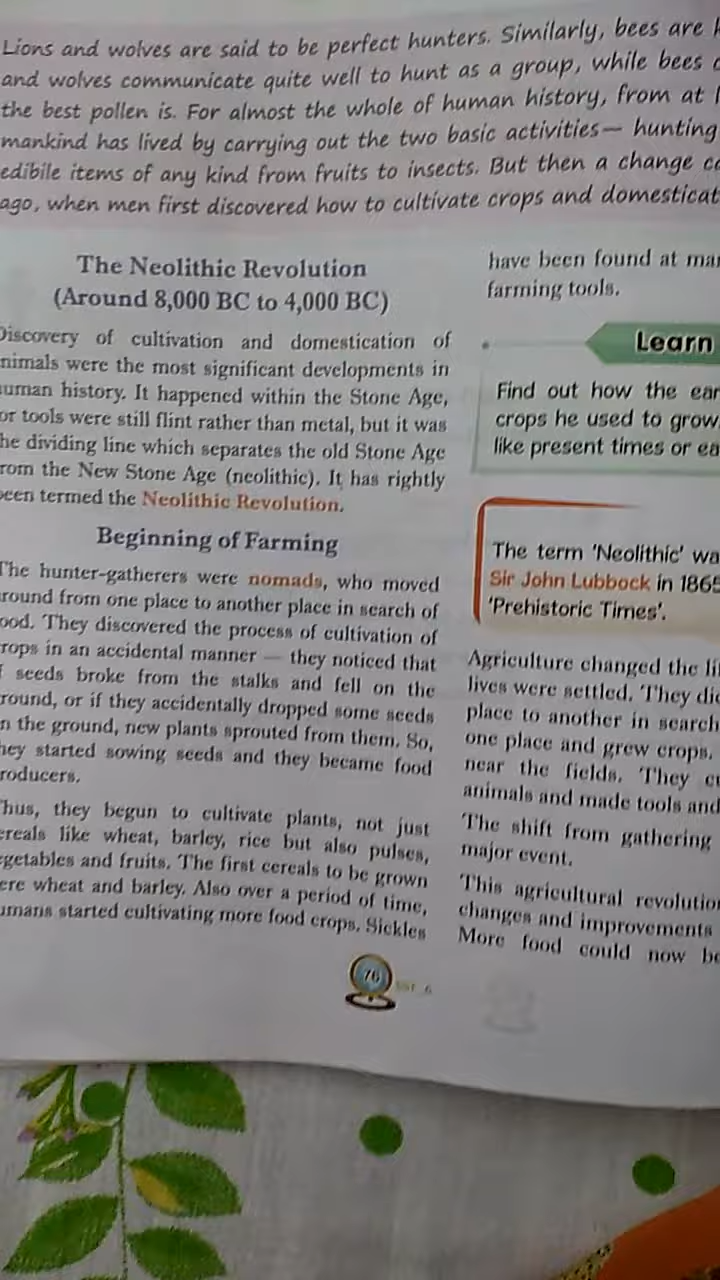 Lions and wolves are said to be perfect hunters. Similarly, bees are
and wolves communicate quite well to hunt as a group, while bees
the best pollen is. For almost the whole of human history, from at
mankind has lived by carrying out the two basic activities— hunting
edibile items of any kind from fruits to insects. But then a change
ago, when men first discovered how to cultivate crops and domesticat
The Neolithic Revolution
(Around 8,000 BC to 4,000 BC)
Discovery of cultivation and domestication of
nimals were the most significant developments in
uman history. It happened within the Stone Age,
or tools were still flint rather than metal, but it was
he dividing line which separates the old Stone Age
rom the New Stone Age (neolithic). It has rightly
een termed the Neolithic Revolution.
Beginning of Farming
The hunter-gatherers were nomads, who moved
round from one place to another place in search of
ood. They discovered the process of cultivation of
rops in an accidental manner — they noticed that
f seeds broke from the stalks and fell on the
round, or if they accidentally dropped some seeds
n the ground, new plants sprouted from them. So,
hey started sowing seeds and they became food
roducers.
hus, they begun to cultivate plants, not just
ereals like wheat, barley, rice but also pulses,
egetables and fruits. The first cereals to be grown
ere wheat and barley. Also over a period of time,
umans started cultivating more food crops. Sickles
have been found at ma
farming tools.
Learn
Find out how the ear
crops he used to grow.
like present times or ea
The term 'Neolithic' wa
Sir John Lubbock in 1865
'Prehistoric Times'.
Agriculture changed the li
lives were settled. They di
place to another in search
one place and grew crops.
near the fields. They c
animals and made tools and
The shift from gathering
major event.
This agricultural revolution
changes and improvements
More food could now be
76